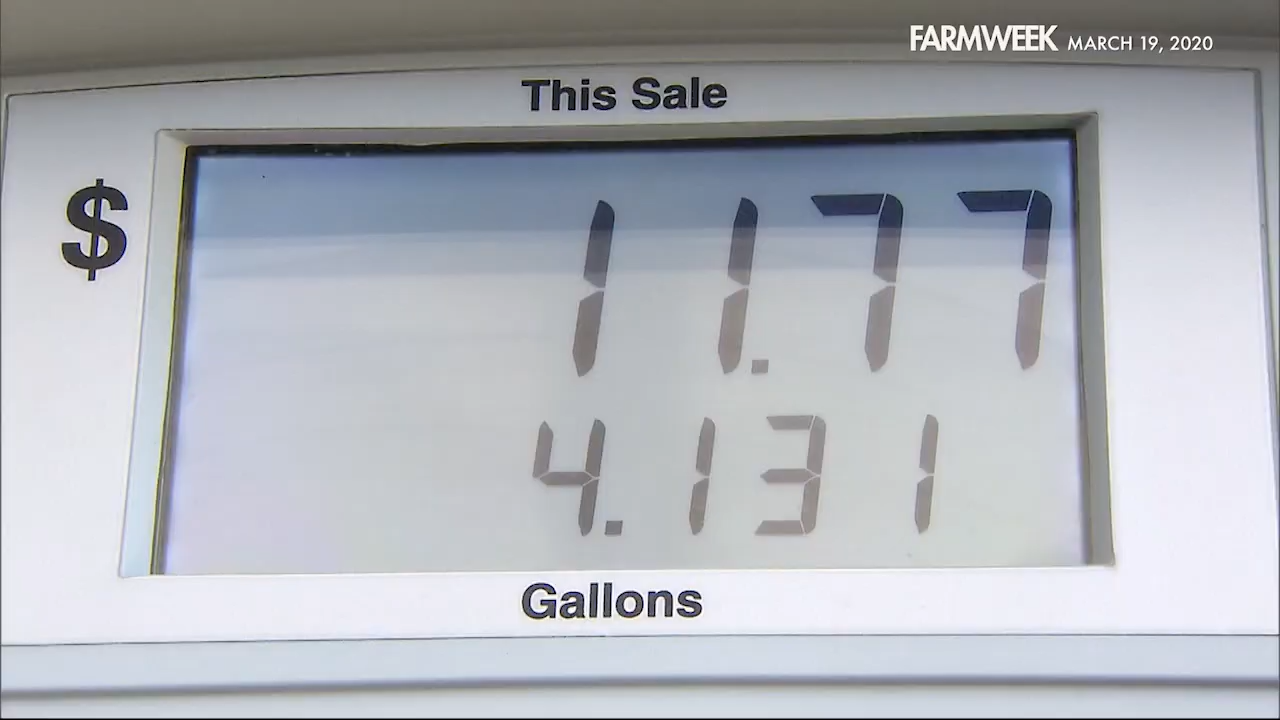 FARMWEEK MARCH 19, 2020
This Sale
$ 11.77
4.131
Gallons